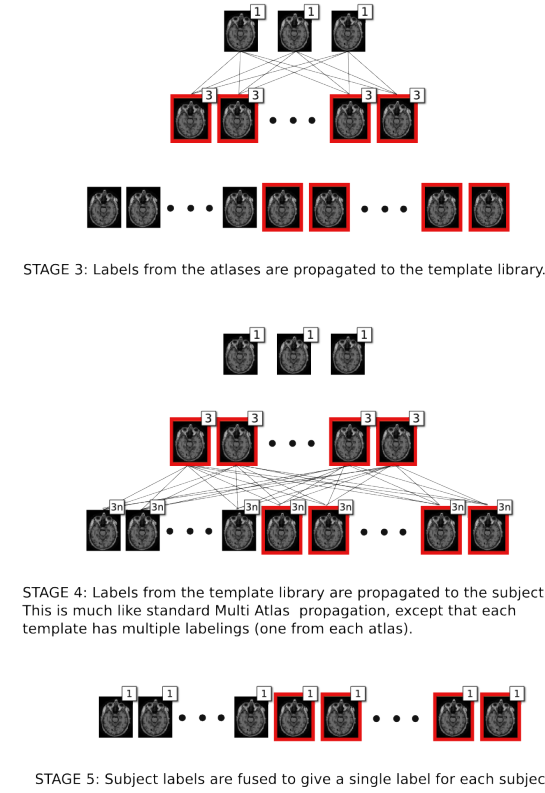 1 1 1
3 3 3 3
STAGE 3: Labels from the atlases are propagated to the template library.
1 1 1
3 3 3 3
3n 3n 3n 3n 3n 3n 3n
STAGE 4: Labels from the template library are propagated to the subject
This is much like standard Multi Atlas propagation, except that each
template has multiple labelings (one from each atlas).
1 1 1 1 1 1 1
STAGE 5: Subject labels are fused to give a single label for each subjec